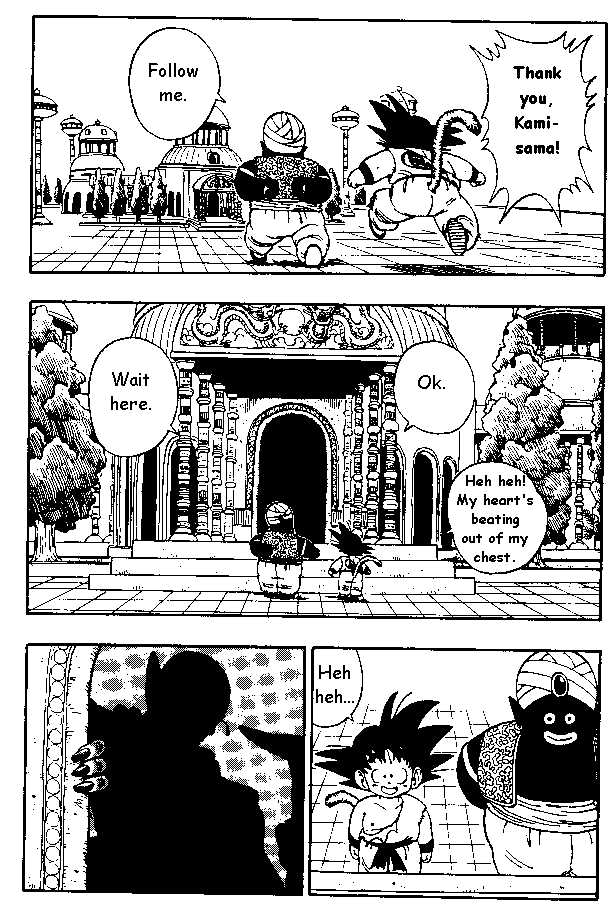 Follow
me.
Thank
you,
Kami-
sama!
Wait
here.
Ok.
Heh heh!
My heart's
beating
out of my
chest.
Heh
heh...